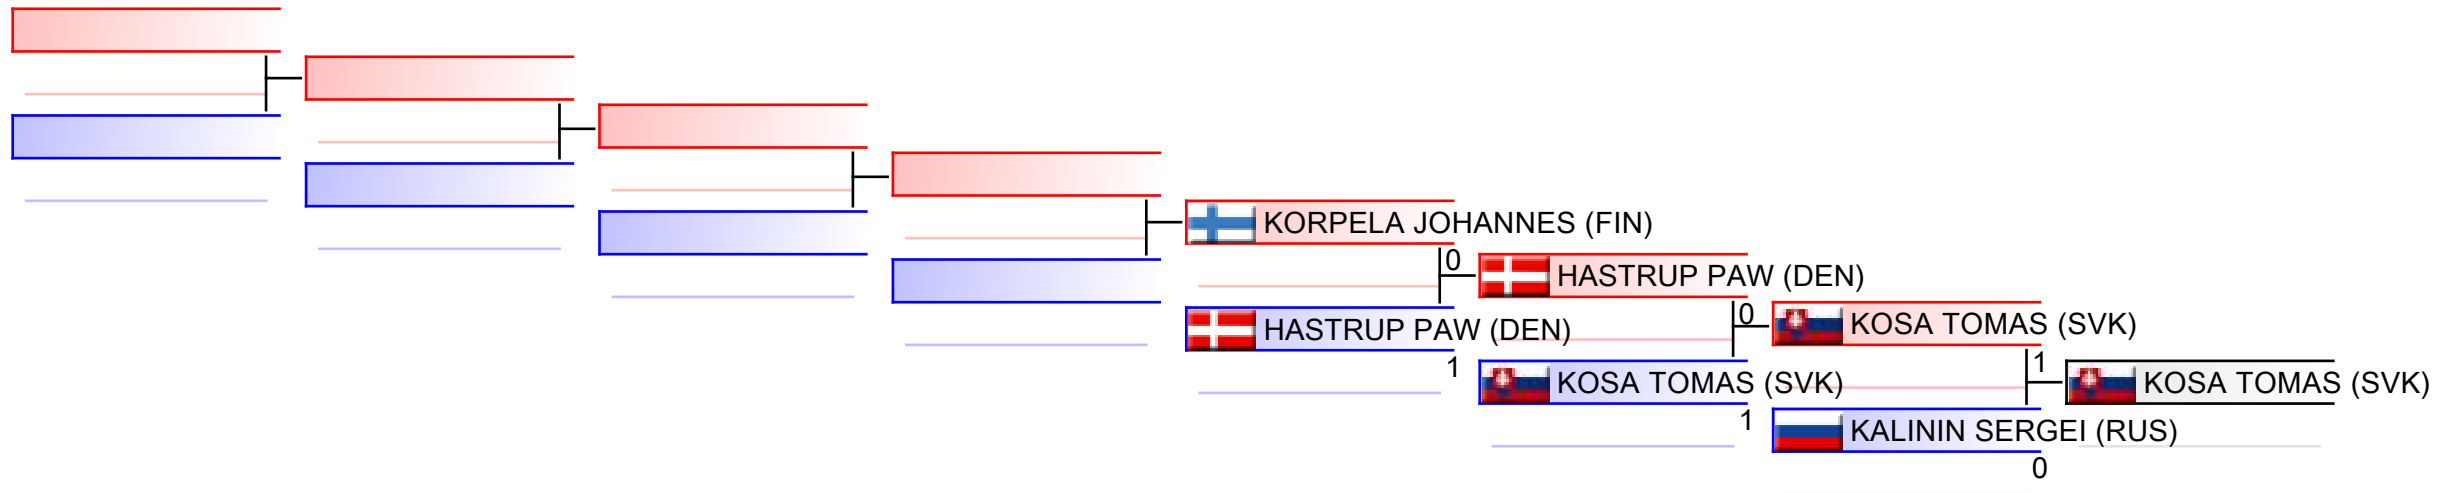 KORPELA JOHANNES (FIN)
0
HASTRUP PAW (DEN)
1
HASTRUP PAW (DEN)
0
KOSA TOMAS (SVK)
1
KOSA TOMAS (SVK)
1
KALININ SERGEI (RUS)
0
KOSA TOMAS (SVK)